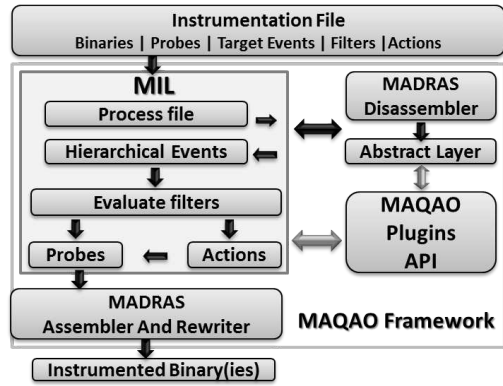 Instrumentation File
Binaries | Probes | Target Events | Filters |Actions
MIL
Process file
Hierarchical Events
Evaluate filters
Probes
Actions
MADRAS
Disassembler
Abstract Layer
MAQAO
Plugins
API
MADRAS
Assembler And Rewriter
MAQAO Framework
Instrumented Binary(ies)